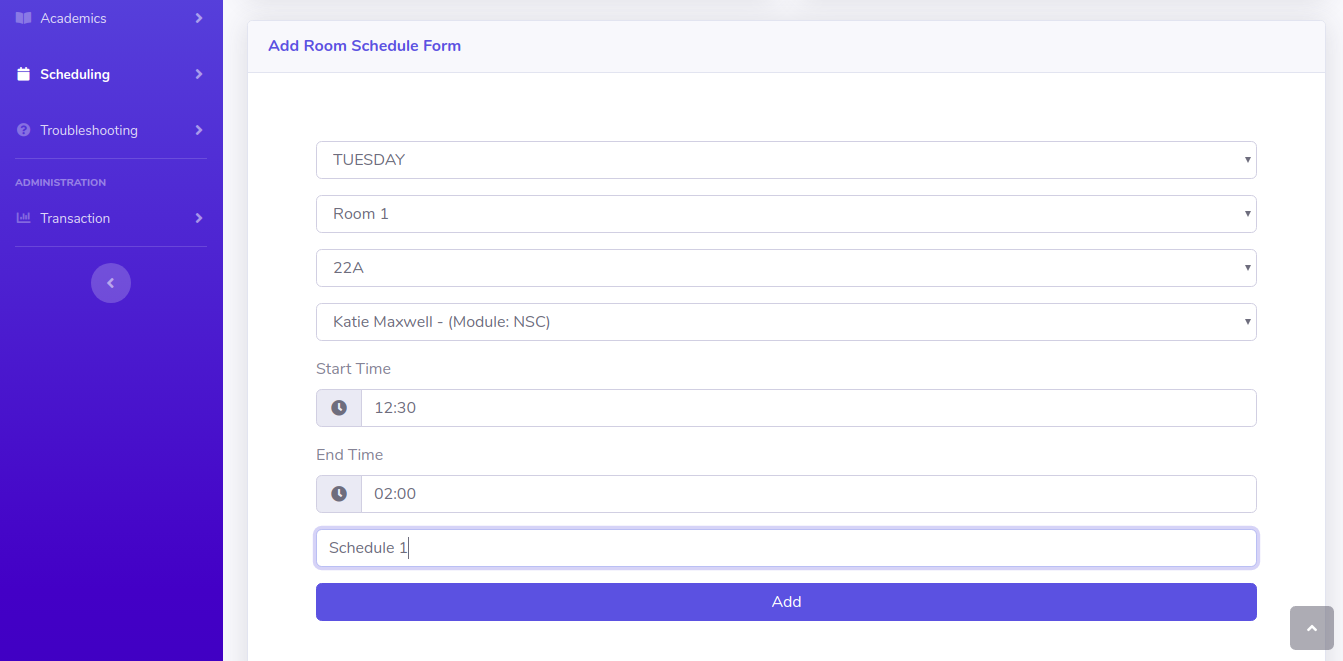 Academics
Scheduling
Troubleshooting
ADMINISTRATION
Transaction
Add Room Schedule Form
TUESDAY
Room 1
22A
Katie Maxwell - (Module: NSC)
Start Time
12:30
End Time
02:00
Schedule 1
Add